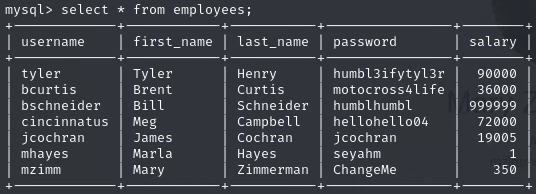 mysql> select * from employees;
+-------------+------------+-----------+-----------------+--------+
| username    | first_name | last_name | password        | salary |
+-------------+------------+-----------+-----------------+--------+
| tyler       | Tyler      | Henry     | humbl3ifytyl3r  |  90000 |
| bcurtis     | Brent      | Curtis    | motocross4life  |  36000 |
| bschneider  | Bill       | Schneider | humblhumbl      | 999999 |
| cincinnatus | Meg        | Campbell  | hellohello04    |  72000 |
| jcochran    | James      | Cochran   | jcochran        |  19005 |
| mhayes      | Marla      | Hayes     | seyahm          |      1 |
| mzimm       | Mary       | Zimmerman | ChangeMe        |    350 |
+-------------+------------+-----------+-----------------+--------+